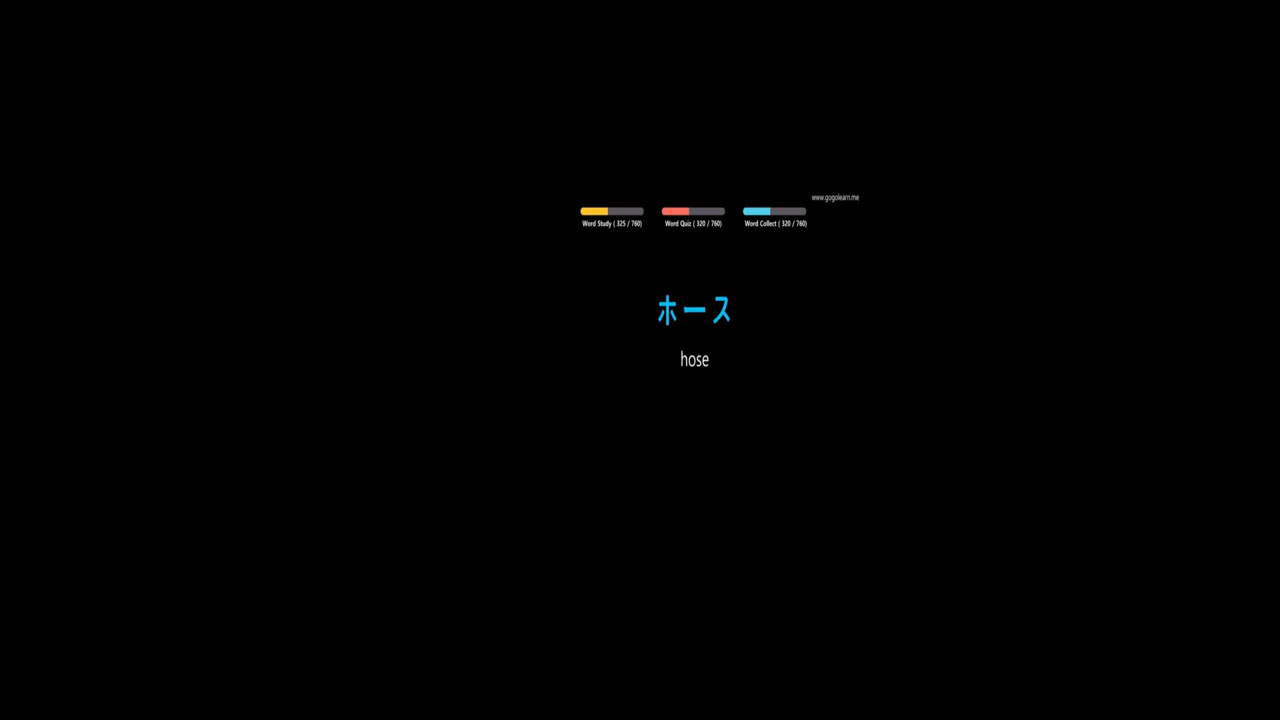 www.gogolearn.me
Word Study ( 325 / 760)
Word Quiz ( 320 / 760)
Word Collect ( 320 / 760)
ホース
hose